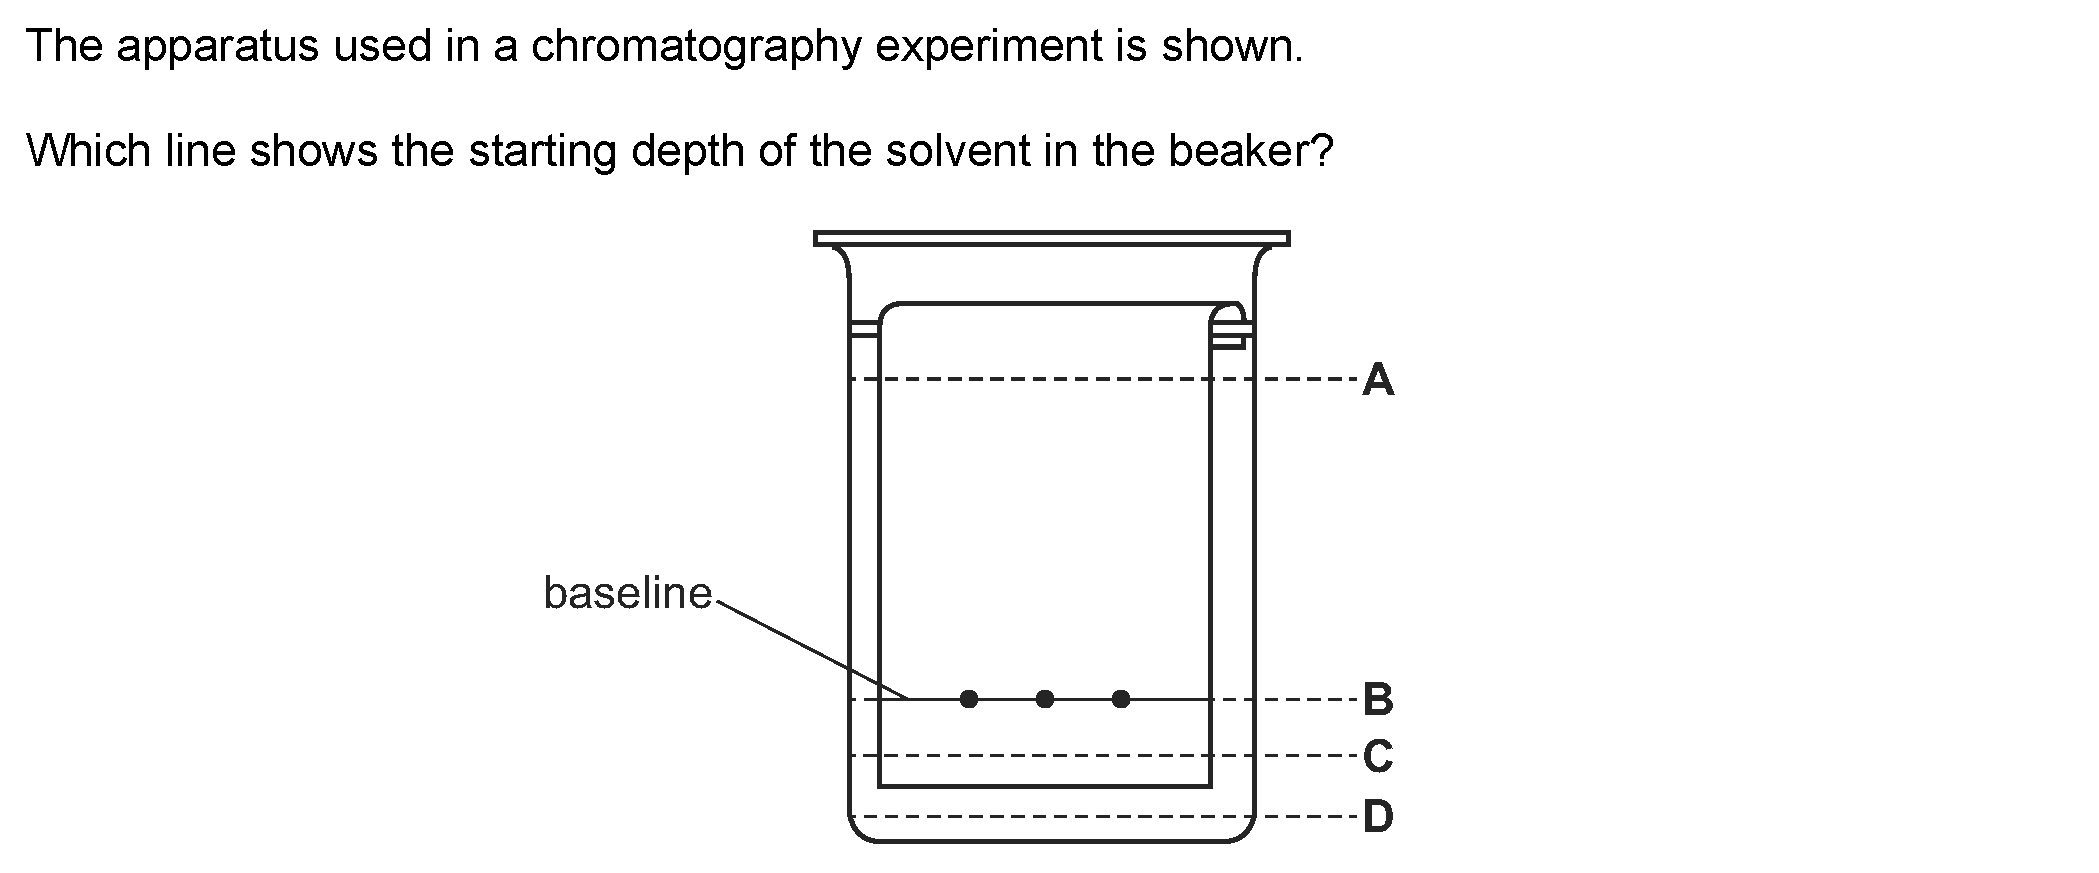 The apparatus used in a chromatography experiment is shown.
Which line shows the starting depth of the solvent in the beaker?
A
baseline
B
C
D